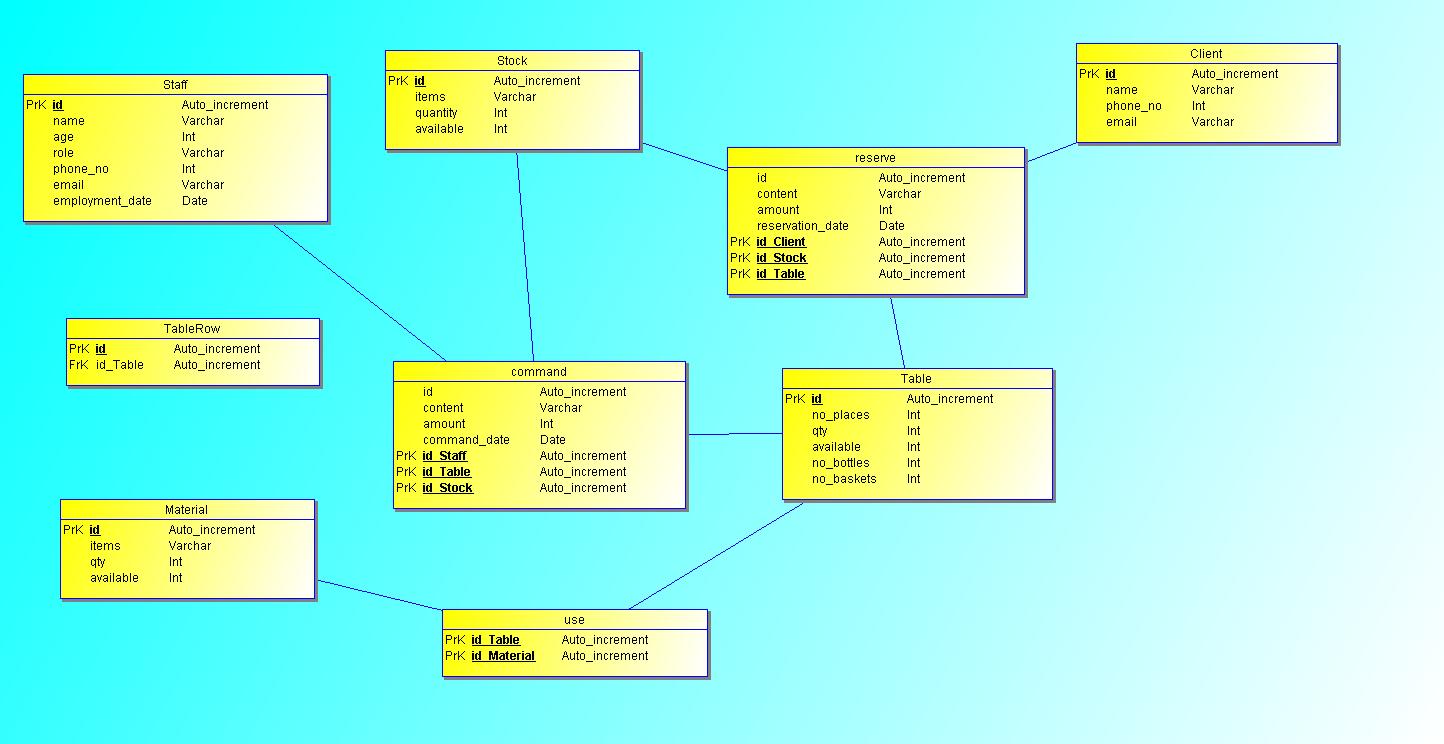 Staff
PrK id Auto_increment
name Varchar
age Int
role Varchar
phone_no Int
email Varchar
employment_date Date
Stock
PrK id Auto_increment
items Varchar
quantity Int
available Int
Client
PrK id Auto_increment
name Varchar
phone_no Int
email Varchar
reserve
id Auto_increment
content Varchar
amount Int
reservation_date Date
PrK id_Client Auto_increment
PrK id_Stock Auto_increment
PrK id_Table Auto_increment
TableRow
PrK id Auto_increment
FrK id_Table Auto_increment
command
id Auto_increment
content Varchar
amount Int
command_date Date
PrK id_Staff Auto_increment
PrK id_Table Auto_increment
PrK id_Stock Auto_increment
Table
PrK id Auto_increment
no_places Int
qty Int
available Int
no_bottles Int
no_baskets Int
Material
PrK id Auto_increment
items Varchar
qty Int
available Int
use
PrK id_Table Auto_increment
PrK id_Material Auto_increment